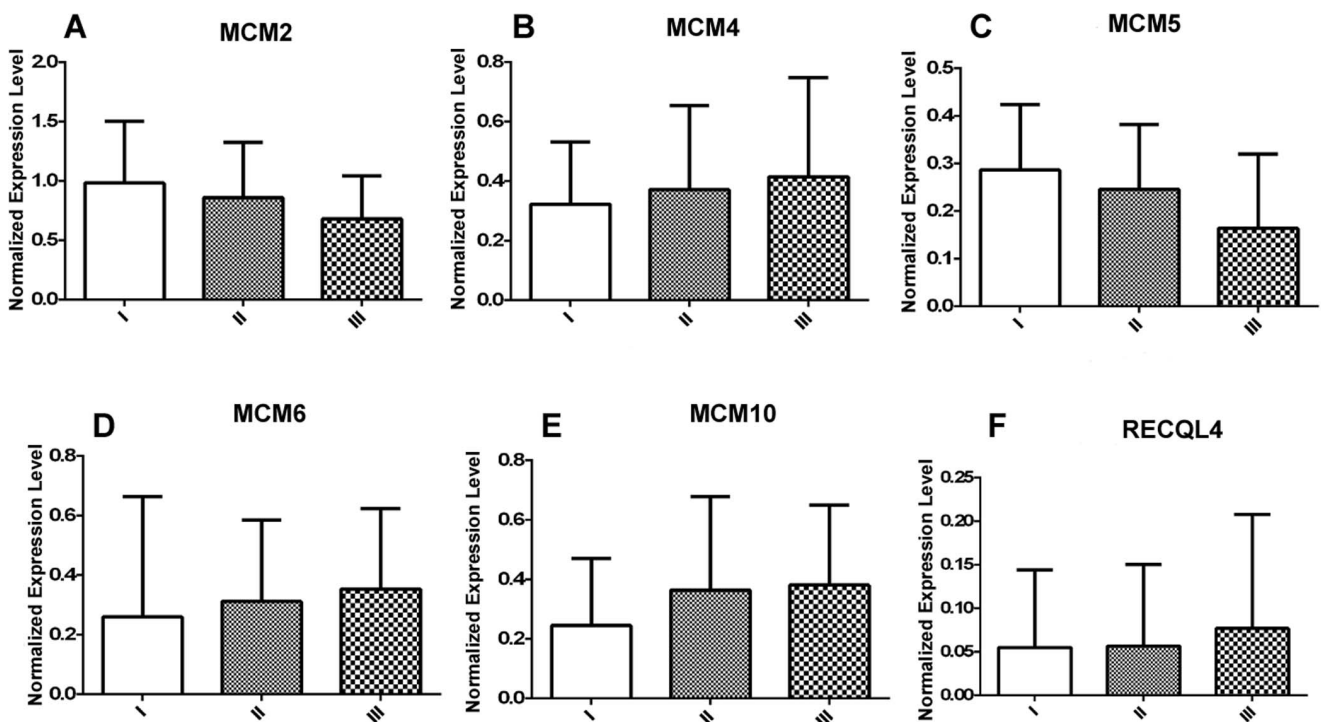 A
MCM2
Normalized Expression Level
2.0
1.5
1.0
0.5
0.0
I
II
III
B
MCM4
Normalized Expression Level
0.8
0.6
0.4
0.2
0.0
I
II
III
C
MCM5
Normalized Expression Level
0.5
0.4
0.3
0.2
0.1
0.0
I
II
III
D
MCM6
Normalized Expression Level
0.8
0.6
0.4
0.2
0.0
I
II
III
E
MCM10
Normalized Expression Level
0.8
0.6
0.4
0.2
0.0
I
II
III
F
RECQL4
Normalized Expression Level
0.25
0.20
0.15
0.10
0.05
0.00
I
II
III